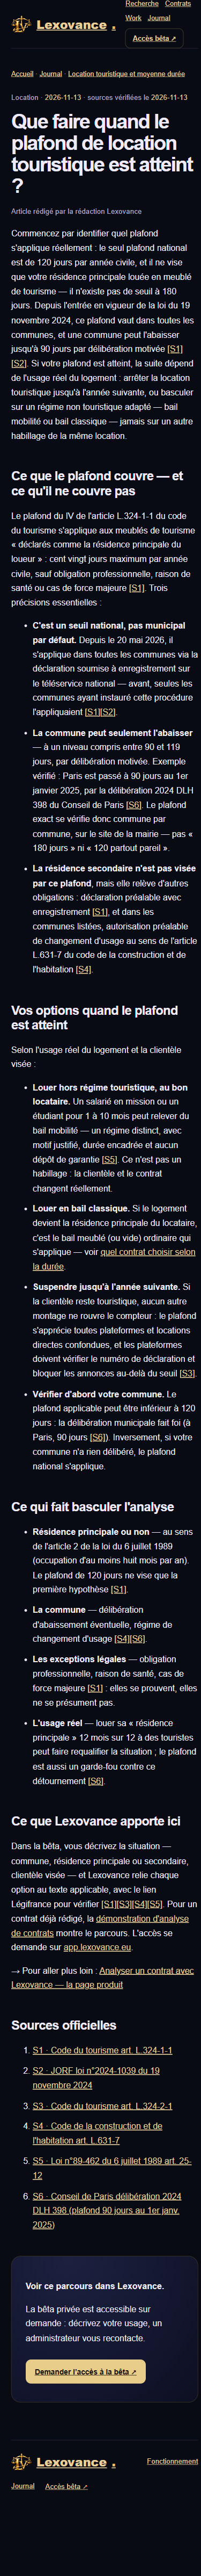 Recherche Contrats
Lexovance. Work Journal
Accès bêta ↗
Accueil · Journal · Location touristique et moyenne durée
Location · 2026-11-13 · sources vérifiées le 2026-11-13
Que faire quand le
plafond de location
touristique est atteint
?
Article rédigé par la rédaction Lexovance
Commencez par identifier quel plafond
s'applique réellement : le seul plafond national
est de 120 jours par année civile, et il ne vise
que votre résidence principale louée en meublé
de tourisme — il n'existe pas de seuil à 180
jours. Depuis l'entrée en vigueur de la loi du 19
novembre 2024, ce plafond vaut dans toutes les
communes, et une commune peut l'abaisser
jusqu'à 90 jours par délibération motivée [S1]
[S2]. Si votre plafond est atteint, la suite dépend
de l'usage réel du logement : arrêter la location
touristique jusqu'à l'année suivante, ou basculer
sur un régime non touristique adapté — bail
mobilité ou bail classique — jamais sur un autre
habillage de la même location.
Ce que le plafond couvre — et
ce qu'il ne couvre pas
Le plafond du IV de l'article L.324-1-1 du code
du tourisme s'applique aux meublés de tourisme
« déclarés comme la résidence principale du
loueur » : cent vingt jours maximum par année
civile, sauf obligation professionnelle, raison de
santé ou cas de force majeure [S1]. Trois
précisions essentielles :
• C'est un seuil national, pas municipal
par défaut. Depuis le 20 mai 2026, il
s'applique dans toutes les communes via la
déclaration soumise à enregistrement sur
le téléservice national — avant, seules les
communes ayant instauré cette procédure
l'appliquaient [S1][S2].
• La commune peut seulement l'abaisser
— à un niveau compris entre 90 et 119
jours, par délibération motivée. Exemple
vérifié : Paris est passé à 90 jours au 1er
janvier 2025, par la délibération 2024 DLH
398 du Conseil de Paris [S6]. Le plafond
exact se vérifie donc commune par
commune, sur le site de la mairie — pas «
180 jours » ni « 120 partout pareil ».
• La résidence secondaire n'est pas visée
par ce plafond, mais elle relève d'autres
obligations : déclaration préalable avec
enregistrement [S1], et dans les
communes listées, autorisation préalable
de changement d'usage au sens de l'article
L.631-7 du code de la construction et de
l'habitation [S4].
Vos options quand le plafond
est atteint
Selon l'usage réel du logement et la clientèle
visée :
• Louer hors régime touristique, au bon
locataire. Un salarié en mission ou un
étudiant pour 1 à 10 mois peut relever du
bail mobilité — un régime distinct, avec
motif justifié, durée encadrée et aucun
dépôt de garantie [S5]. Ce n'est pas un
habillage : la clientèle et le contrat
changent réellement.
• Louer en bail classique. Si le logement
devient la résidence principale du locataire,
c'est le bail meublé (ou vide) ordinaire qui
s'applique — voir quel contrat choisir selon
la durée.
• Suspendre jusqu'à l'année suivante. Si
la clientèle reste touristique, aucun autre
montage ne rouvre le compteur : le plafond
s'apprécie toutes plateformes et locations
directes confondues, et les plateformes
doivent vérifier le numéro de déclaration et
bloquer les annonces au-delà du seuil [S3].
• Vérifier d'abord votre commune. Le
plafond applicable peut être inférieur à 120
jours : la délibération municipale fait foi (à
Paris, 90 jours [S6]). Inversement, si votre
commune n'a rien délibéré, le plafond
national s'applique.
Ce qui fait basculer l'analyse
• Résidence principale ou non — au sens
de l'article 2 de la loi du 6 juillet 1989
(occupation d'au moins huit mois par an).
Le plafond de 120 jours ne vise que la
première hypothèse [S1].
• La commune — délibération
d'abaissement éventuelle, régime de
changement d'usage [S4][S6].
• Les exceptions légales — obligation
professionnelle, raison de santé, cas de
force majeure [S1] : elles se prouvent, elles
ne se présument pas.
• L'usage réel — louer sa « résidence
principale » 12 mois sur 12 à des touristes
peut faire requalifier la situation ; le plafond
est aussi un garde-fou contre ce
détournement [S6].
Ce que Lexovance apporte ici
Dans la bêta, vous décrivez la situation —
commune, résidence principale ou secondaire,
clientèle visée — et Lexovance relie chaque
option au texte applicable, avec le lien
Légifrance pour vérifier [S1][S3][S4][S5]. Pour un
contrat déjà rédigé, la démonstration d'analyse
de contrats montre le parcours. L'accès se
demande sur app.lexovance.eu.
→ Pour aller plus loin : Analyser un contrat avec
Lexovance — la page produit
Sources officielles
1. S1 · Code du tourisme art. L.324-1-1
2. S2 · JORF loi n°2024-1039 du 19
novembre 2024
3. S3 · Code du tourisme art. L.324-2-1
4. S4 · Code de la construction et de
l'habitation art. L.631-7
5. S5 · Loi n°89-462 du 6 juillet 1989 art. 25-
12
6. S6 · Conseil de Paris délibération 2024
DLH 398 (plafond 90 jours au 1er janv.
2025)
Voir ce parcours dans Lexovance.
La bêta privée est accessible sur
demande : décrivez votre usage, un
administrateur vous recontacte.
Demander l'accès à la bêta ↗
Lexovance. Fonctionnement
Journal Accès bêta ↗